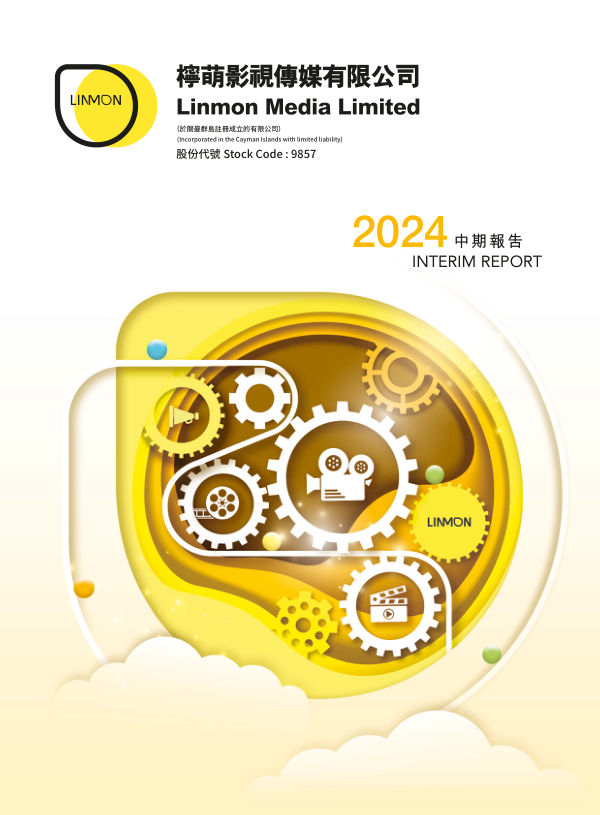 LINMON
檸萌影視傳媒有限公司
Linmon Media Limited
(於開曼群島註冊成立的有限公司)
(Incorporated in the Cayman Islands with limited liability)
股份代號 Stock Code : 9857
2024 中期報告
INTERIM REPORT
LINMON